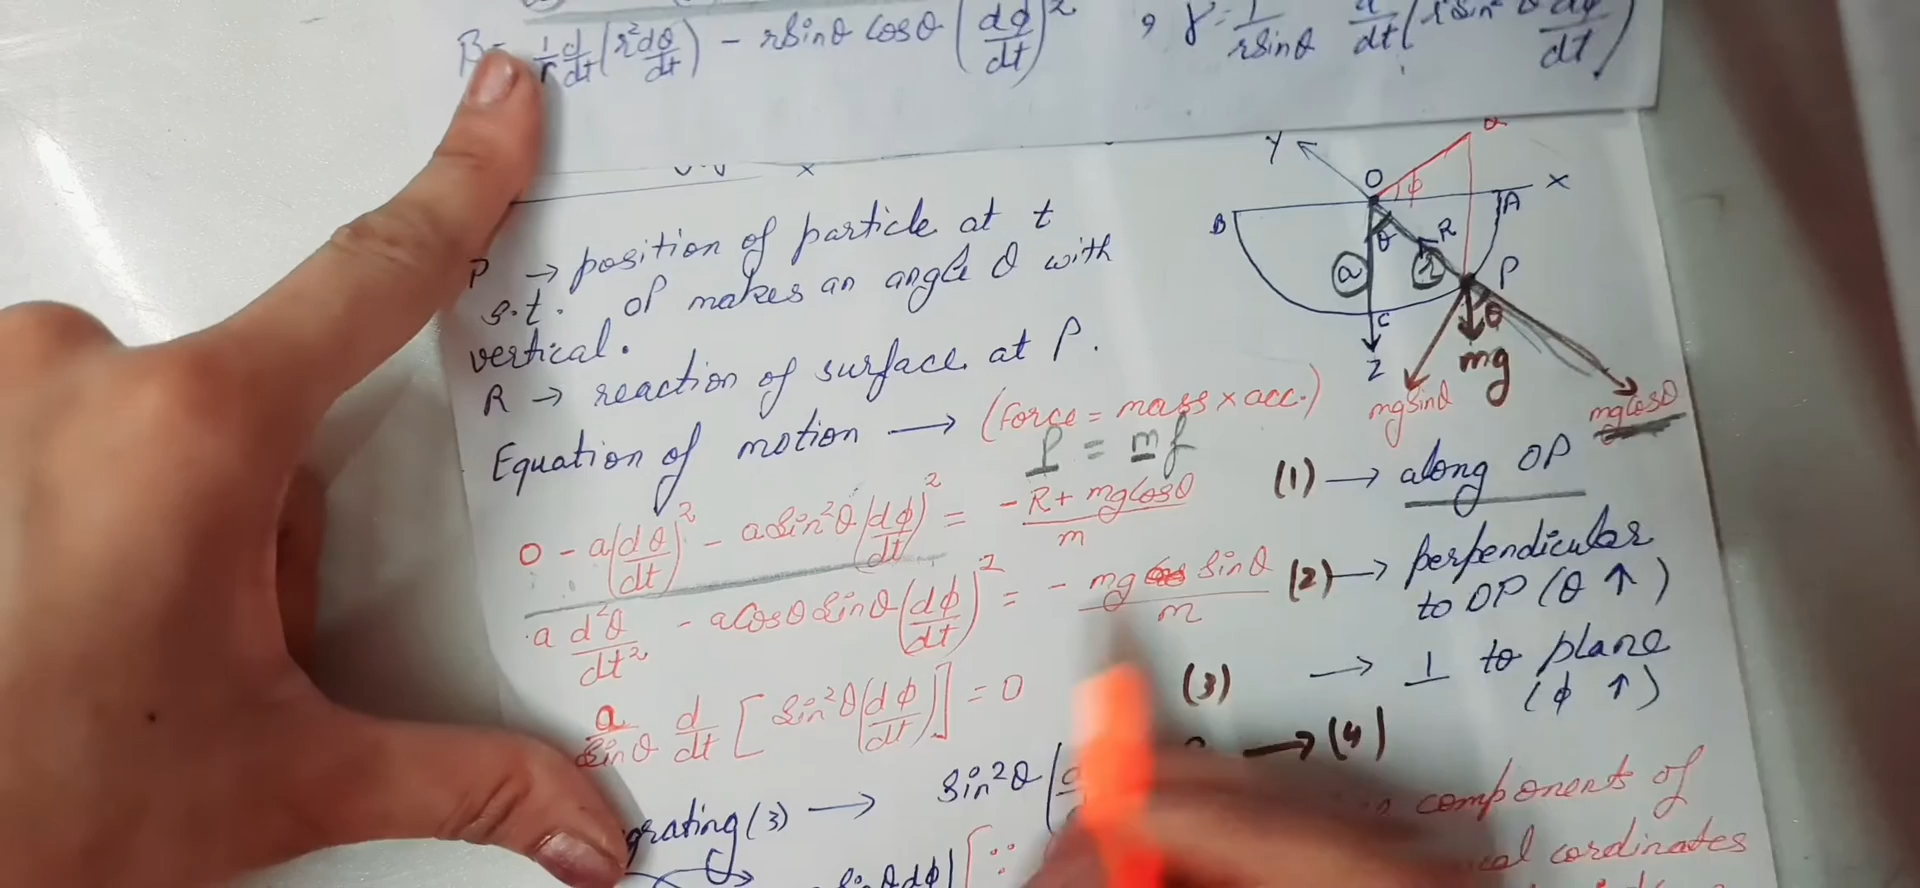 β = 1/r d/dt (r² dθ/dt) - r sinθ cosθ (dϕ/dt)² , γ = 1/r sinθ d/dt (r sin² θ dϕ/dt)
P → position of particle at t
s.t. OP makes an angle θ with
vertical.
R → reaction of surface at P.
Equation of motion → (Force = mass × acc.)
P = mf
0 - a(dθ/dt)² - a sin²θ (dϕ/dt)² = -R + mg cosθ / m (1) → along OP
a d²θ/dt² - a cosθ sinθ (dϕ/dt)² = - mg sinθ / m (2) → perpendicular
to OP (θ ↑)
a/sinθ d/dt [sin²θ (dϕ/dt)] = 0 (3) → ⊥ to plane
(ϕ ↑)
grating (3) → sin²θ → (4)
components of
cordinates
Y
O
ϕ
X
B
A
θ
R
a
r
P
C
Z
θ
mg
mg sinθ
mg cosθ